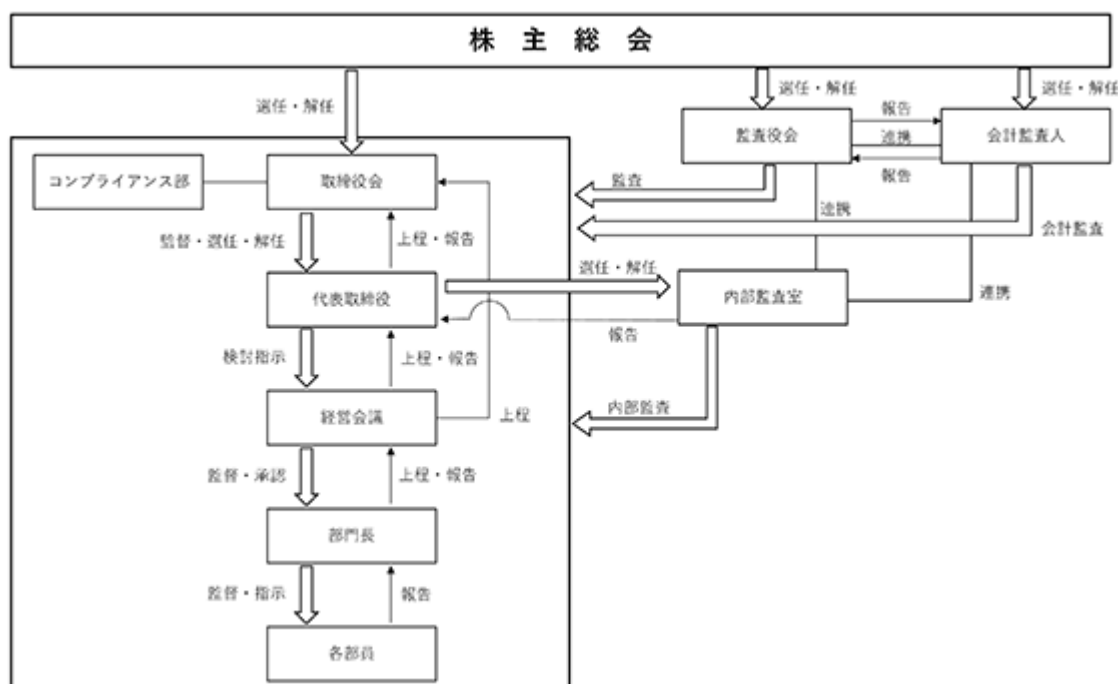 株主総会
選任・解任
選任・解任
選任・解任
監査役会
報告
連携
報告
会計監査人
コンプライアンス部
取締役会
監査
連携
会計監査
監督・選任・解任
上程・報告
選任・解任
代表取締役
内部監査室
連携
報告
検討指示
上程・報告
経営会議
上程
内部監査
監督・承認
上程・報告
部門長
監督・指示
報告
各部員